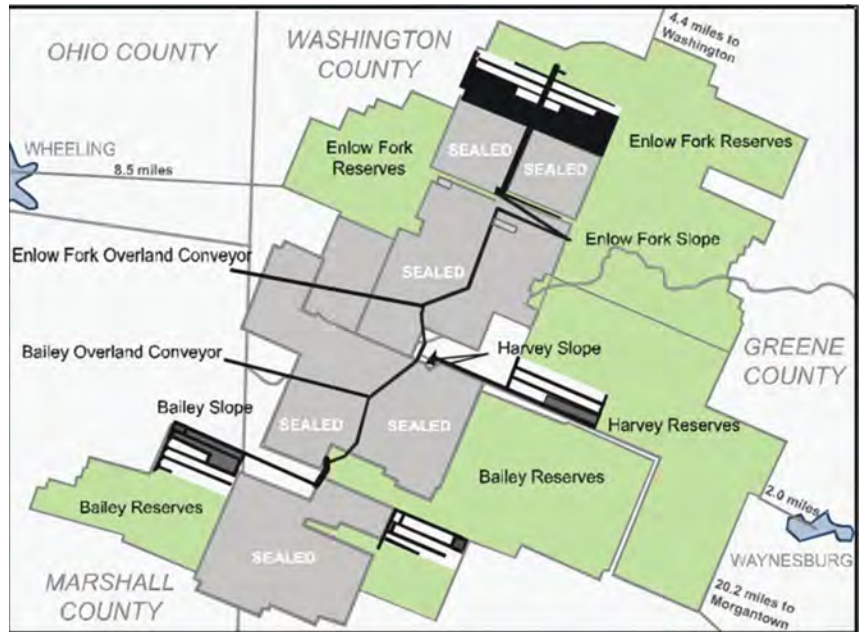 OHIO COUNTY
WASHINGTON
COUNTY
4.4 miles to
Washington
WHEELING
8.5 miles
Enlow Fork
Reserves
SEALED
SEALED
Enlow Fork Reserves
Enlow Fork Slope
Enlow Fork Overland Conveyor
SEALED
Bailey Overland Conveyor
Harvey Slope
GREENE
COUNTY
Bailey Slope
SEALED
SEALED
Harvey Reserves
Bailey Reserves
Bailey Reserves
2.0 miles
WAYNESBURG
SEALED
MARSHALL
COUNTY
20.2 miles to
Morgantown